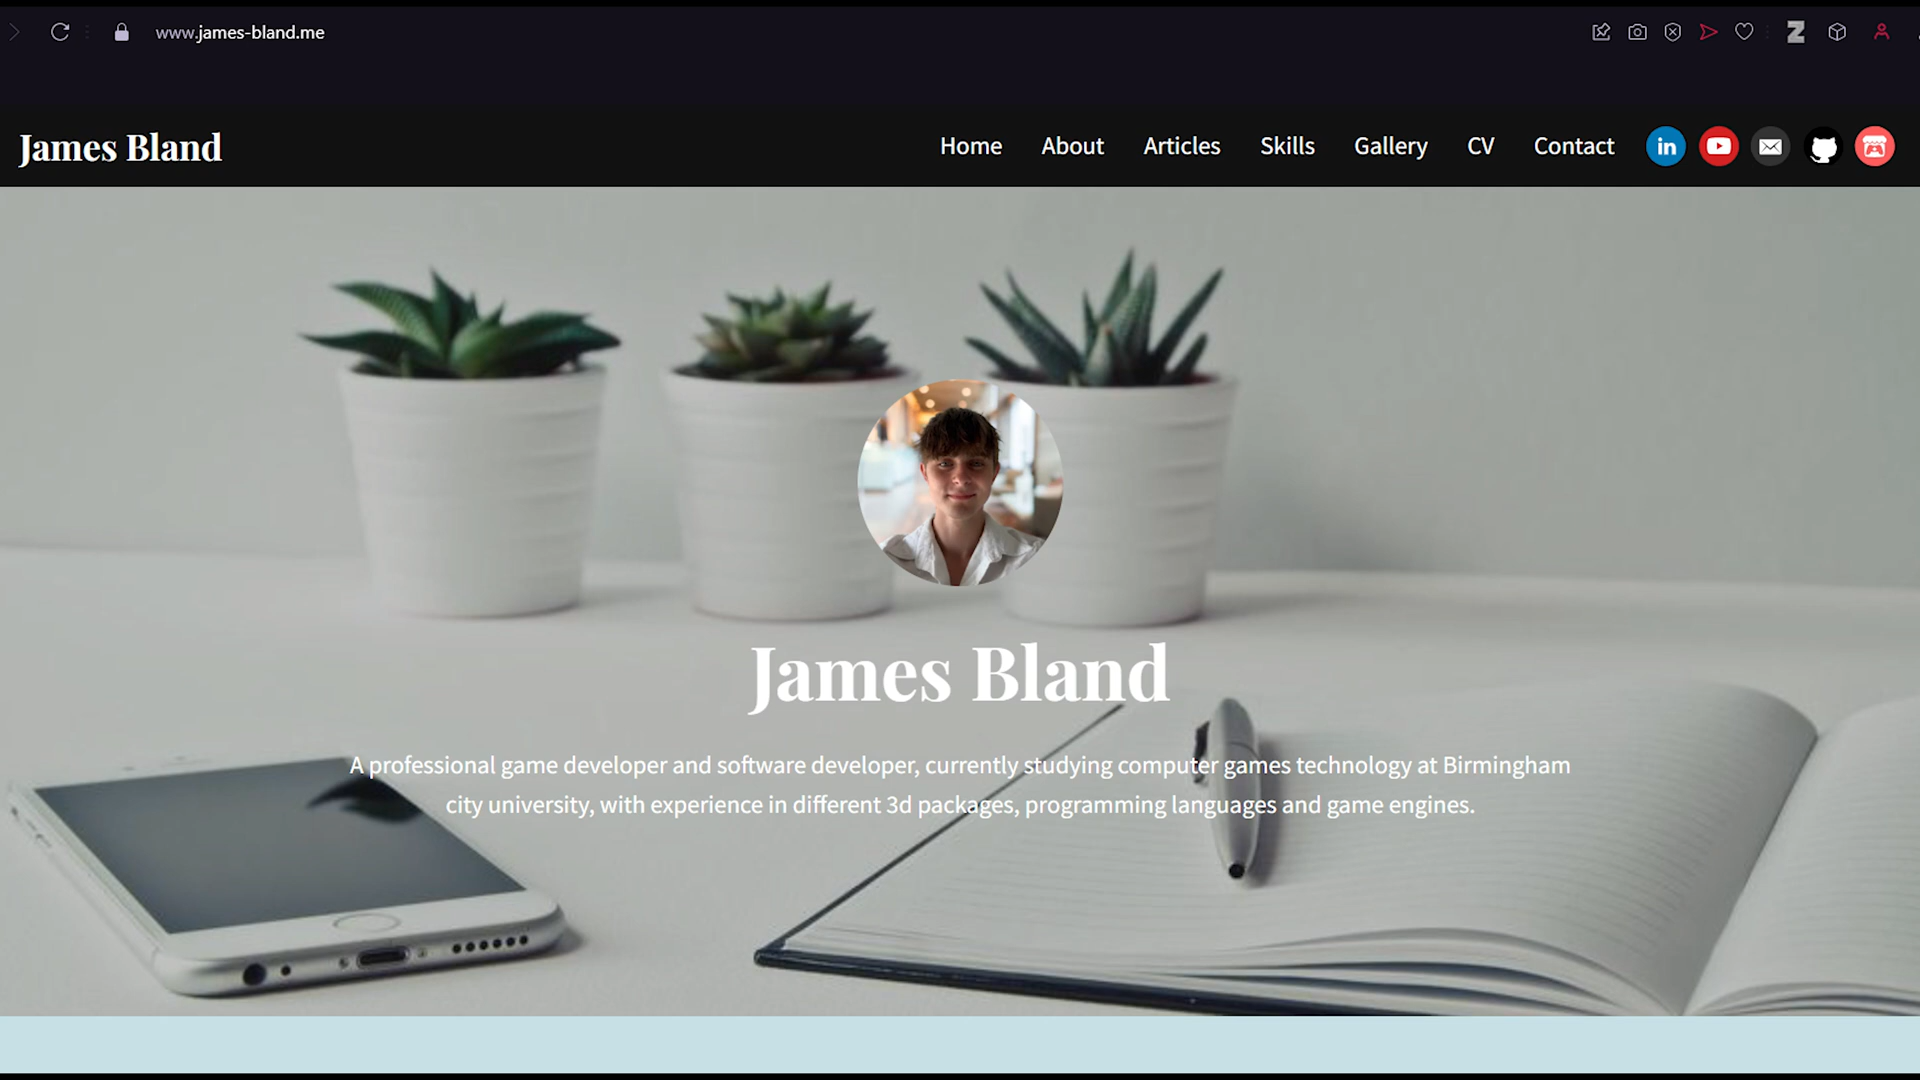 www.james-bland.me
James Bland
Home About Articles Skills Gallery CV Contact in
James Bland
A professional game developer and software developer, currently studying computer games technology at Birmingham
city university, with experience in different 3d packages, programming languages and game engines.